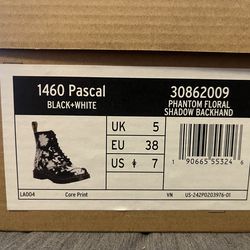 1460 Pascal
BLACK+WHITE
30862009
PHANTOM FLORAL
SHADOW BACKHAND
UK 5
EU 38
US 7
1 90665 55324 6
LA004
Core Print
VN
US-242P0203976-01